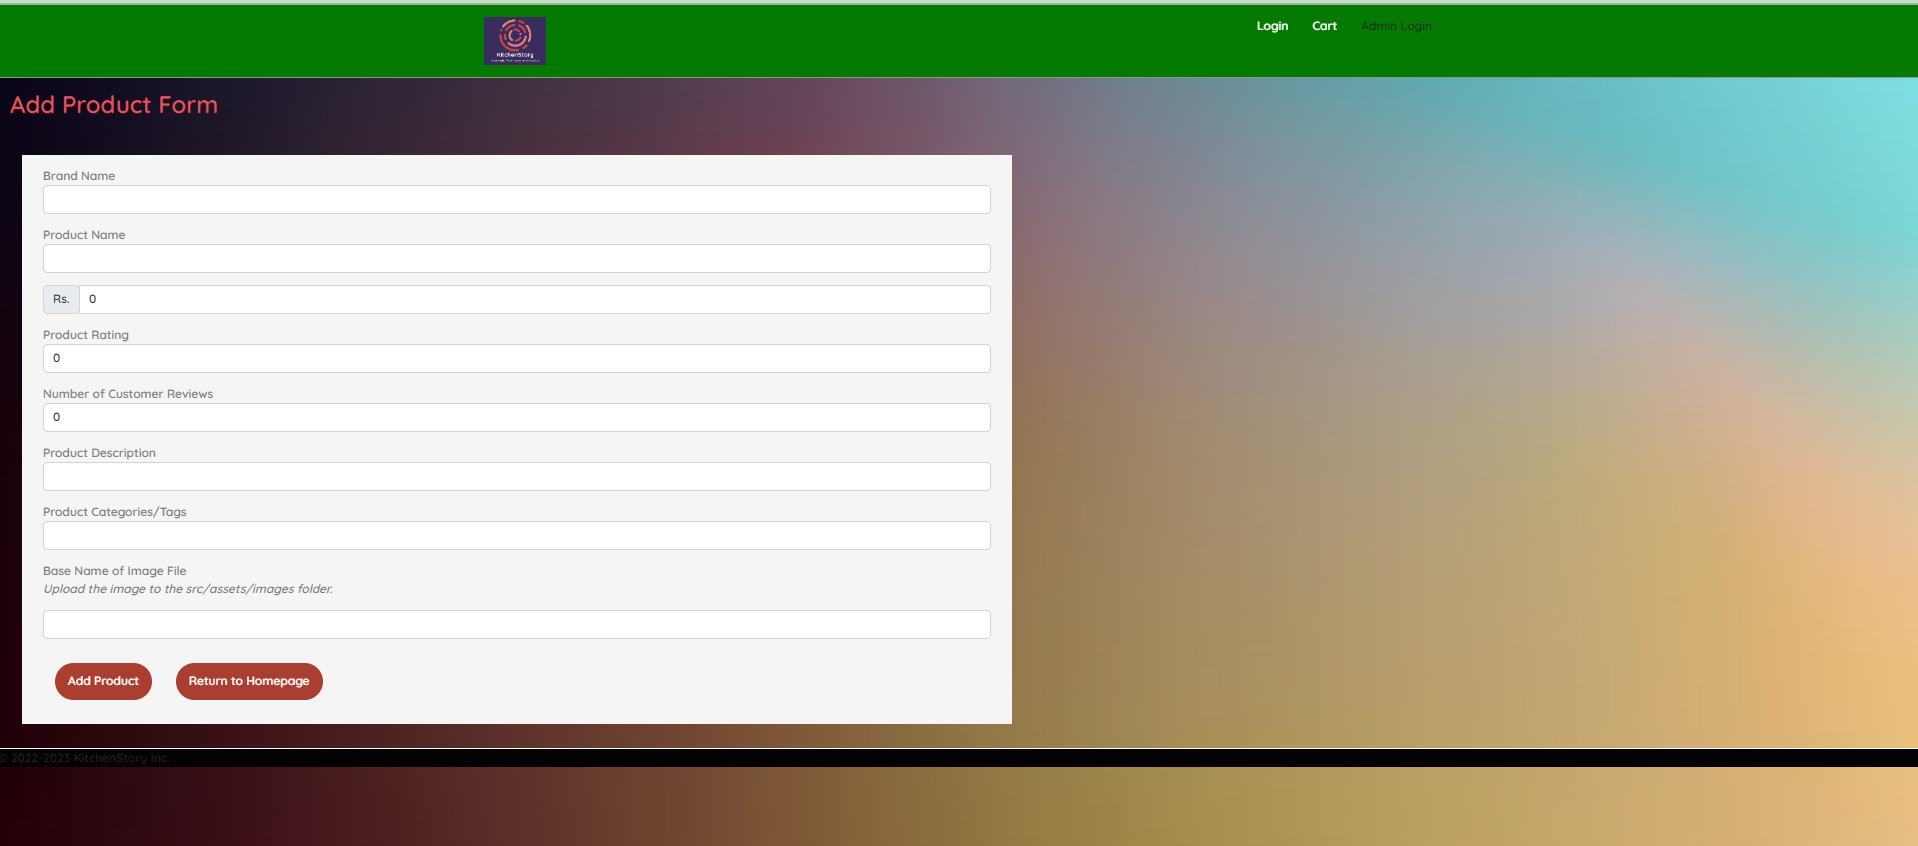 KitchenStory
Login Cart Admin Login
Add Product Form
Brand Name
Product Name
Rs. 0
Product Rating
0
Number of Customer Reviews
0
Product Description
Product Categories/Tags
Base Name of Image File
Upload the image to the src/assets/images folder.
Add Product Return to Homepage
© 2022-2023 KitchenStory Inc.